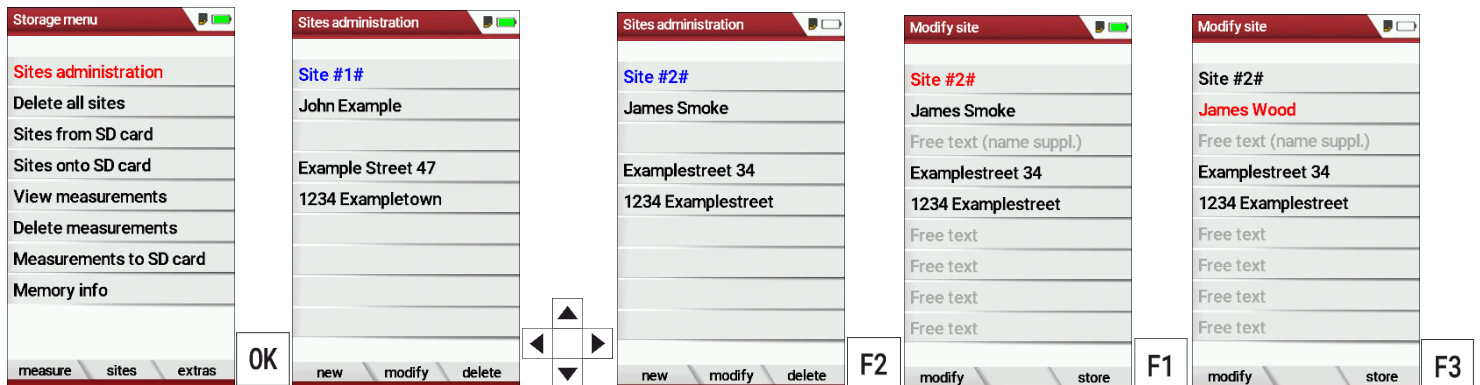 Storage menu
Sites administration
Delete all sites
Sites from SD card
Sites onto SD card
View measurements
Delete measurements
Measurements to SD card
Memory info
measure sites extras
OK
Sites administration
Site #1#
John Example
Example Street 47
1234 Exampletown
new modify delete
Sites administration
Site #2#
James Smoke
Examplestreet 34
1234 Examplestreet
new modify delete
F2
Modify site
Site #2#
James Smoke
Free text (name suppl.)
Examplestreet 34
1234 Examplestreet
Free text
Free text
Free text
Free text
modify store
F1
Modify site
Site #2#
James Wood
Free text (name suppl.)
Examplestreet 34
1234 Examplestreet
Free text
Free text
Free text
Free text
modify store
F3